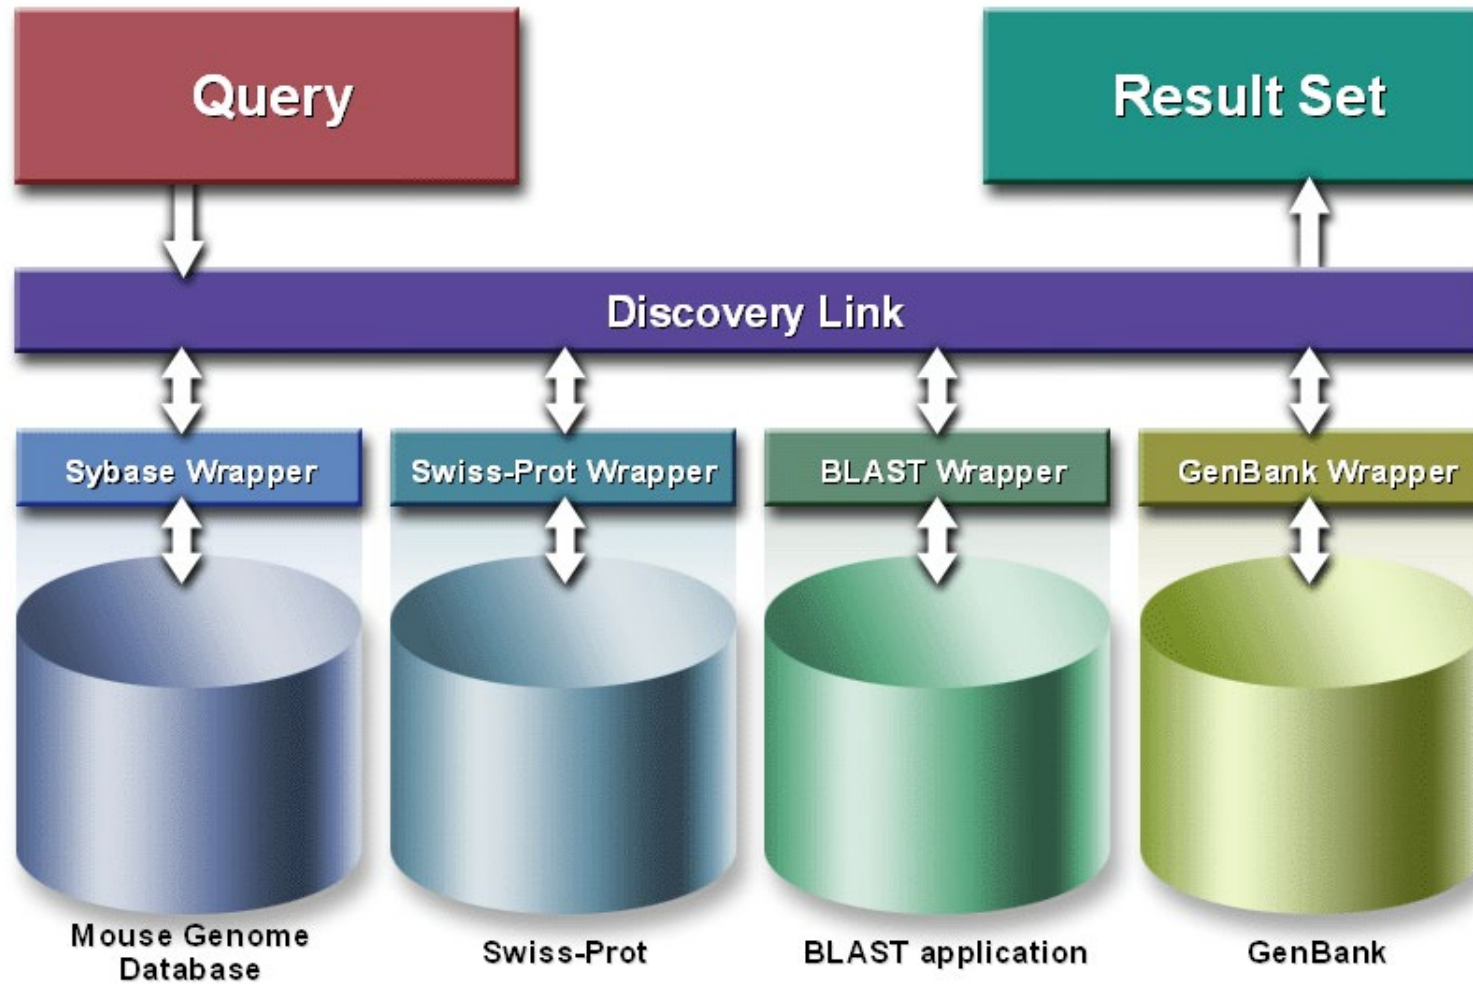 Query
Result Set
Discovery Link
Sybase Wrapper
Swiss-Prot Wrapper
BLAST Wrapper
GenBank Wrapper
Mouse Genome
Database
Swiss-Prot
BLAST application
GenBank